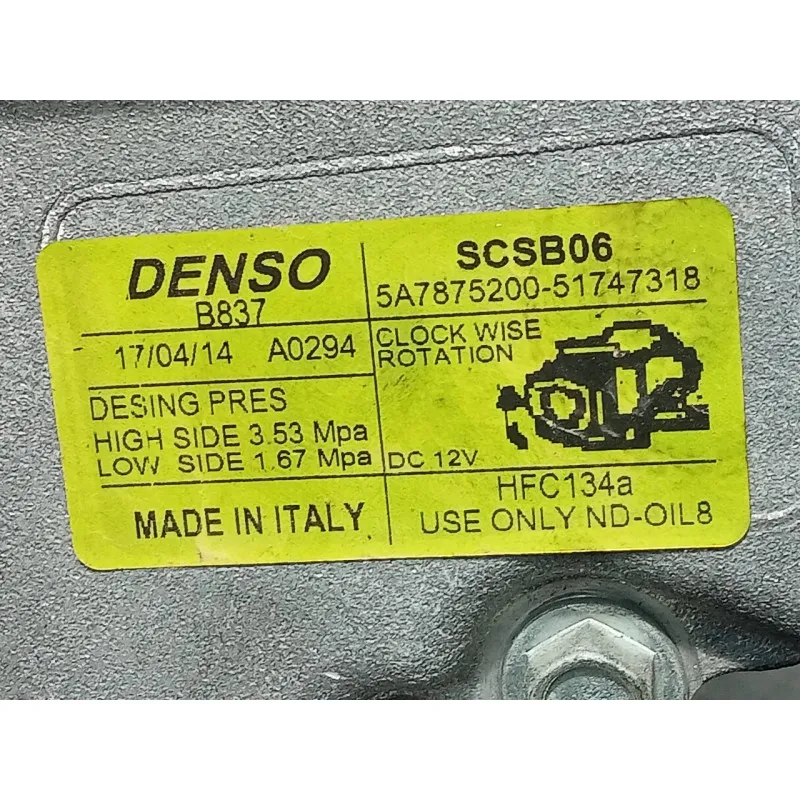 DENSO
B837
17/04/14 A0294
DESING PRES
HIGH SIDE 3.53 Mpa
LOW SIDE 1.67 Mpa
MADE IN ITALY
SCSB06
5A7875200-51747318
CLOCK WISE
ROTATION
DC 12V
HFC134a
USE ONLY ND-OIL8